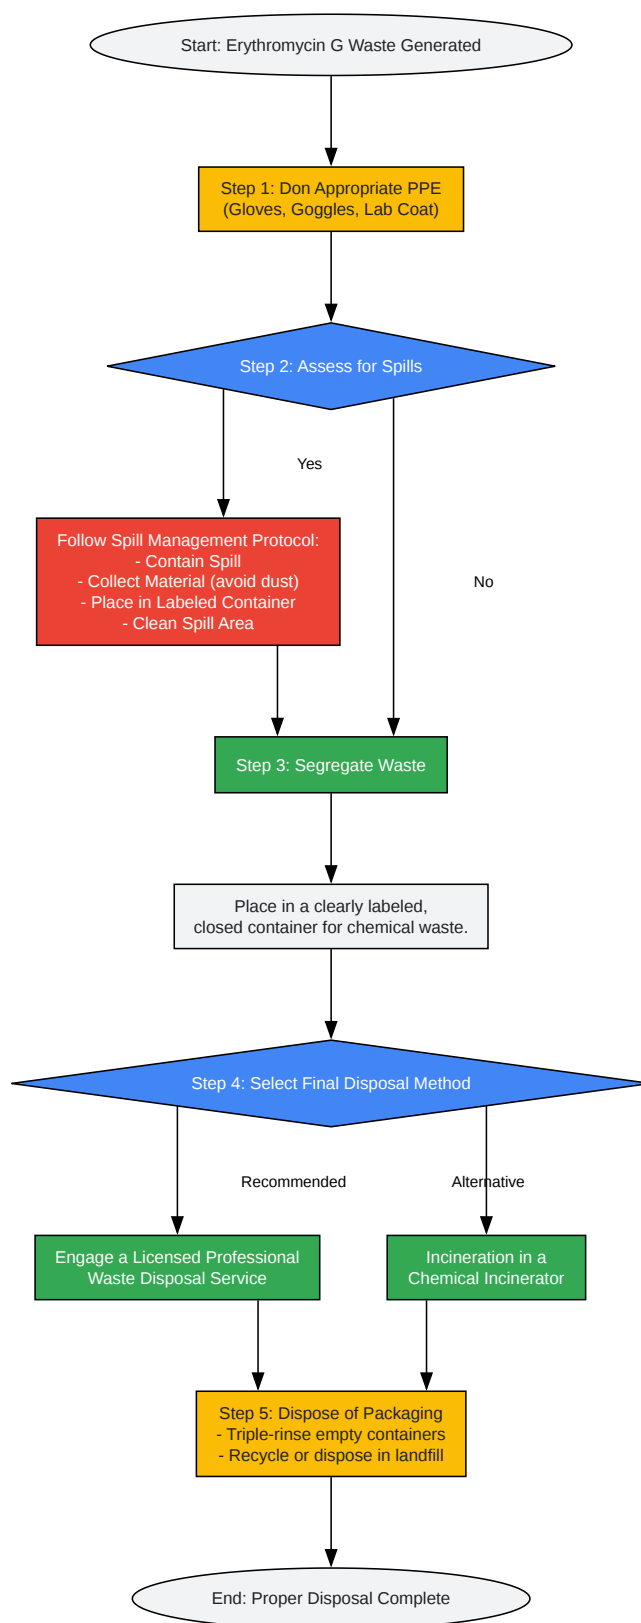 Start: Erythromycin G Waste Generated
Step 1: Don Appropriate PPE
(Gloves, Goggles, Lab Coat)
Step 2: Assess for Spills
Yes
Follow Spill Management Protocol:
- Contain Spill
- Collect Material (avoid dust)
- Place in Labeled Container
- Clean Spill Area
No
Step 3: Segregate Waste
Place in a clearly labeled,
closed container for chemical waste.
Step 4: Select Final Disposal Method
Recommended
Alternative
Engage a Licensed Professional
Waste Disposal Service
Incineration in a
Chemical Incinerator
Step 5: Dispose of Packaging
- Triple-rinse empty containers
- Recycle or dispose in landfill
End: Proper Disposal Complete